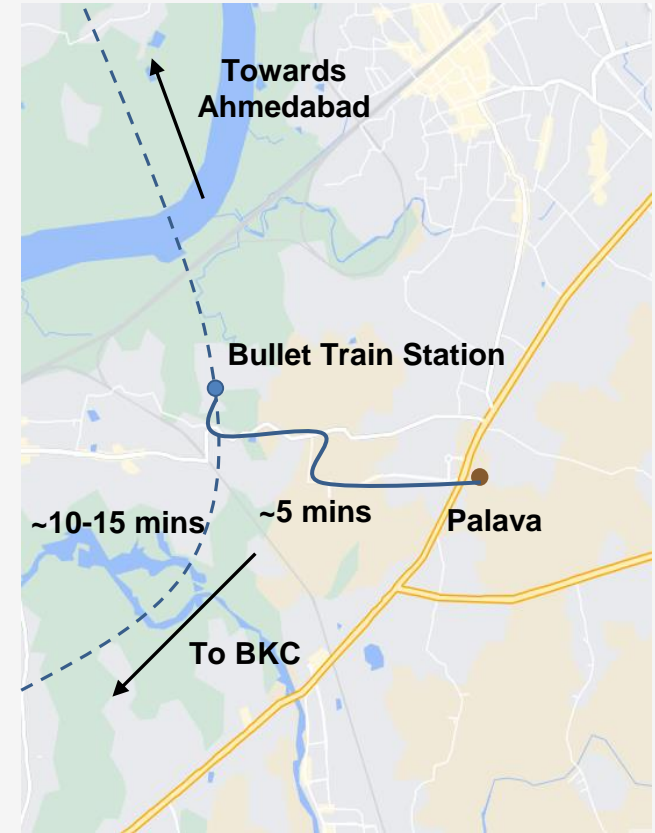 Towards
Ahmedabad
Bullet Train Station
~10-15 mins
~5 mins
Palava
To BKC